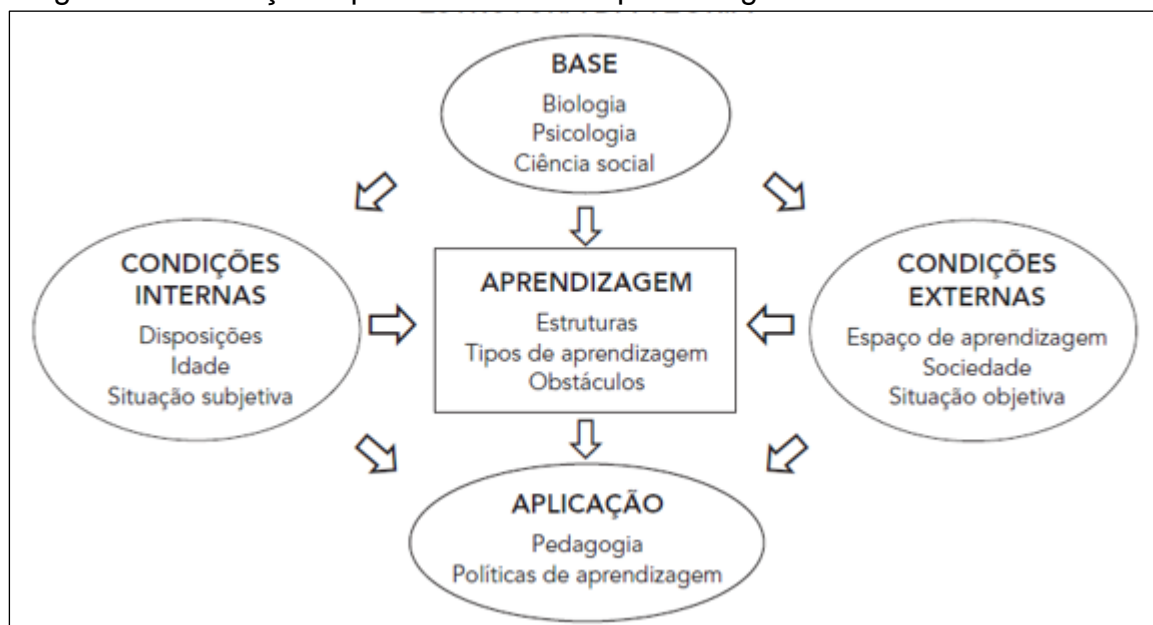 BASE
Biologia
Psicologia
Ciência social
CONDIÇÕES
INTERNAS
Disposições
Idade
Situação subjetiva
APRENDIZAGEM
Estruturas
Tipos de aprendizagem
Obstáculos
CONDIÇÕES
EXTERNAS
Espaço de aprendizagem
Sociedade
Situação objetiva
APLICAÇÃO
Pedagogia
Políticas de aprendizagem